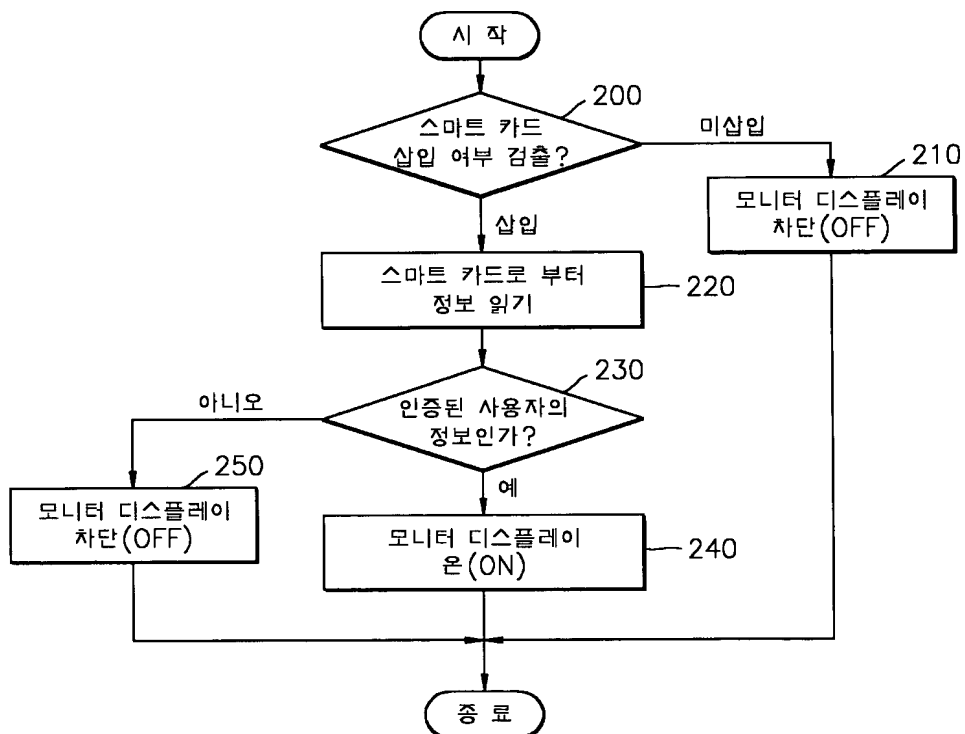 시 작
200
스마트 카드
삽입 여부 검출?
미삽입
210
모니터 디스플레이
차단(OFF)
삽입
스마트 카드로 부터
정보 읽기
220
230
아니오
인증된 사용자의
정보인가?
250
모니터 디스플레이
차단(OFF)
예
모니터 디스플레이
온(ON)
240
종 료